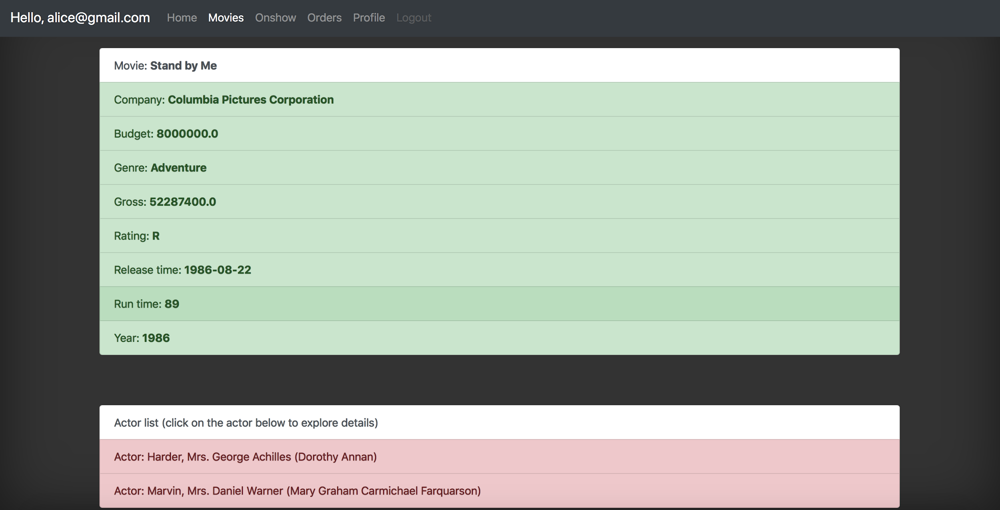 Hello, alice@gmail.com Home Movies Onshow Orders Profile Logout
Movie: Stand by Me
Company: Columbia Pictures Corporation
Budget: 8000000.0
Genre: Adventure
Gross: 52287400.0
Rating: R
Release time: 1986-08-22
Run time: 89
Year: 1986
Actor list (click on the actor below to explore details)
Actor: Harder, Mrs. George Achilles (Dorothy Annan)
Actor: Marvin, Mrs. Daniel Warner (Mary Graham Carmichael Farquarson)